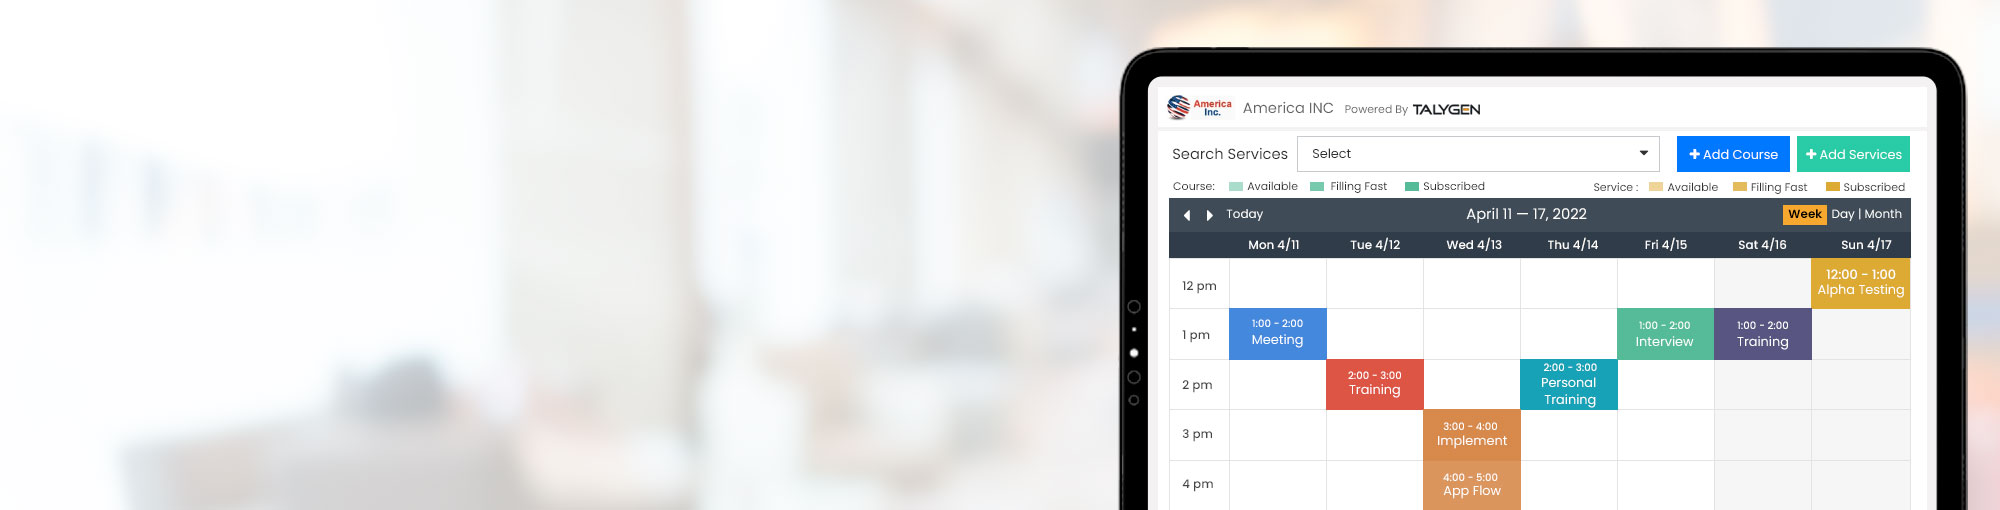 America Inc. America INC Powered By TALYGEN
Search Services Select + Add Course + Add Services
Course: Available Filling Fast Subscribed Service : Available Filling Fast Subscribed
Today April 11 — 17, 2022 Week Day | Month
Mon 4/11 Tue 4/12 Wed 4/13 Thu 4/14 Fri 4/15 Sat 4/16 Sun 4/17
12 pm
12:00 - 1:00
Alpha Testing
1 pm
1:00 - 2:00
Meeting
1:00 - 2:00
Interview
1:00 - 2:00
Training
2 pm
2:00 - 3:00
Training
2:00 - 3:00
Personal
Training
3 pm
3:00 - 4:00
Implement
4 pm
4:00 - 5:00
App Flow